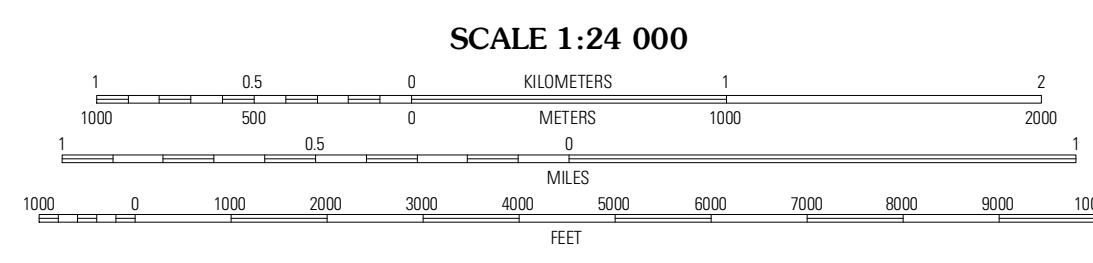 SCALE 1:24 000
1 0.5 0 KILOMETERS 1 2
1000 500 0 METERS 1000 2000
1 0.5 0 1
MILES
1000 0 1000 2000 3000 4000 5000 6000 7000 8000 9000
FEET